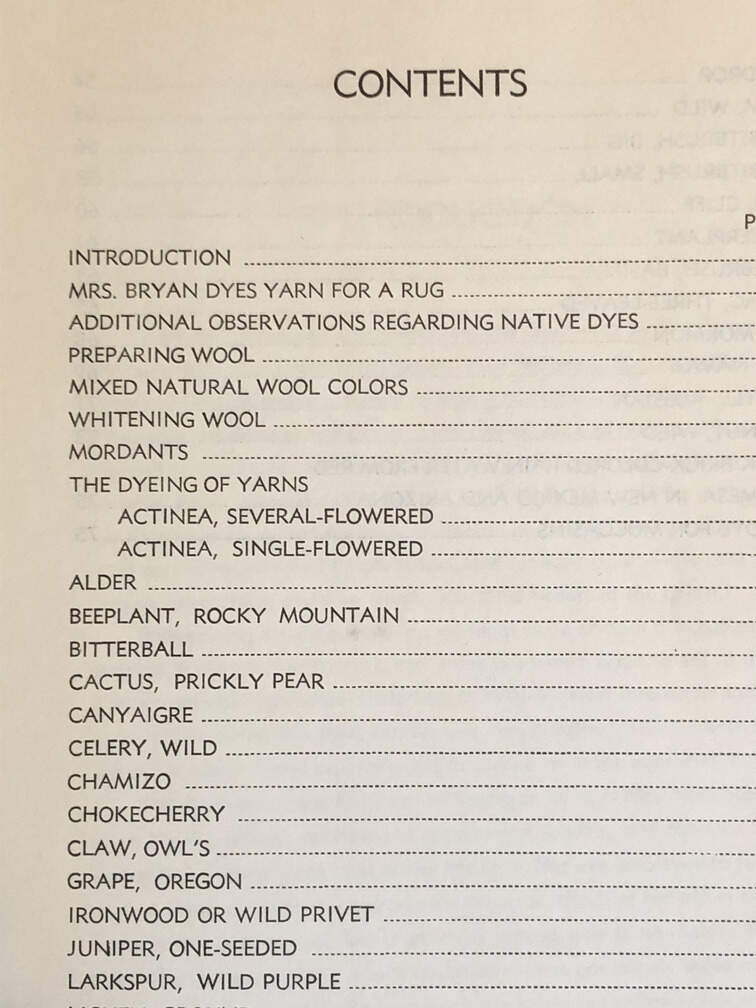 CONTENTS
P
INTRODUCTION
MRS. BRYAN DYES YARN FOR A RUG
ADDITIONAL OBSERVATIONS REGARDING NATIVE DYES
PREPARING WOOL
MIXED NATURAL WOOL COLORS
WHITENING WOOL
MORDANTS
THE DYEING OF YARNS
ACTINEA, SEVERAL-FLOWERED
ACTINEA, SINGLE-FLOWERED
ALDER
BEEPLANT, ROCKY MOUNTAIN
BITTERBALL
CACTUS, PRICKLY PEAR
CANYAIGRE
CELERY, WILD
CHAMIZO
CHOKECHERRY
CLAW, OWL'S
GRAPE, OREGON
IRONWOOD OR WILD PRIVET
JUNIPER, ONE-SEEDED
LARKSPUR, WILD PURPLE